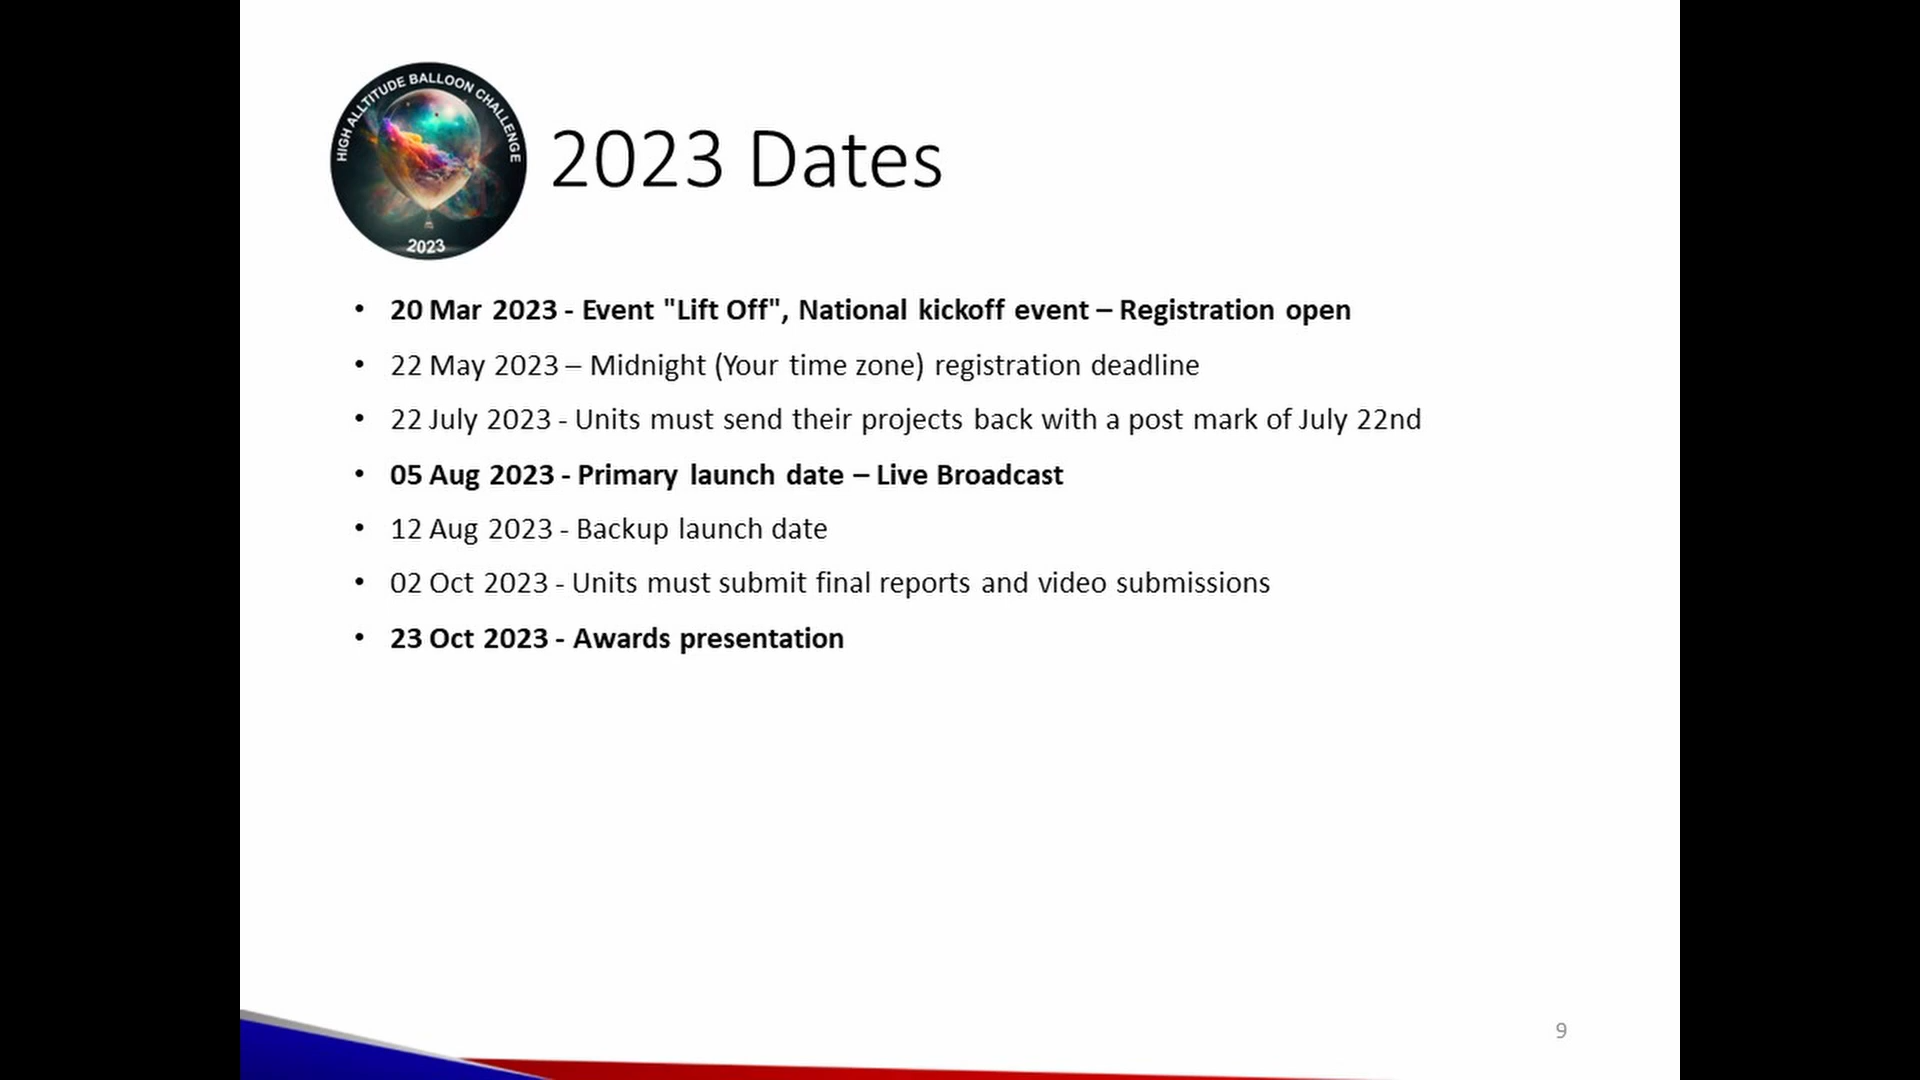 HIGH ALLTITUDE BALLOON CHALLENGE
2023
2023 Dates
• 20 Mar 2023 - Event "Lift Off", National kickoff event – Registration open
• 22 May 2023 – Midnight (Your time zone) registration deadline
• 22 July 2023 - Units must send their projects back with a post mark of July 22nd
• 05 Aug 2023 - Primary launch date – Live Broadcast
• 12 Aug 2023 - Backup launch date
• 02 Oct 2023 - Units must submit final reports and video submissions
• 23 Oct 2023 - Awards presentation
9